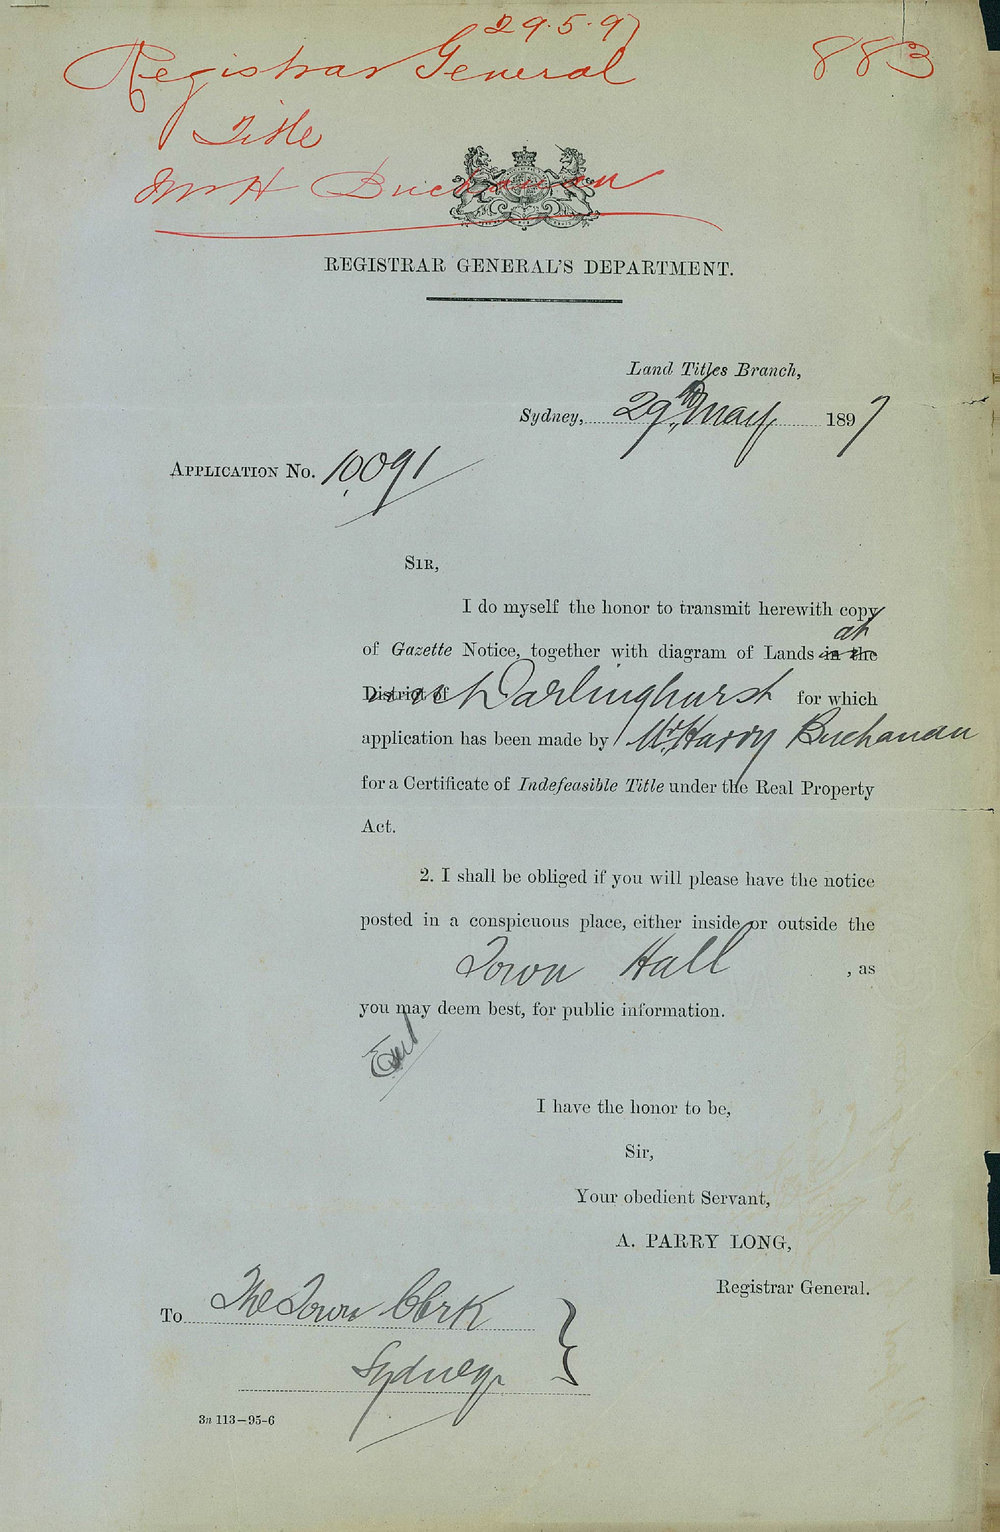 29.5.97
Registrar General 883
Title
Mr H Buchanan
REGISTRAR GENERAL'S DEPARTMENT.
Land Titles Branch,
Sydney, 29th May 1897
APPLICATION No. 10091
SIR,
I do myself the honor to transmit herewith copy
at
of Gazette Notice, together with diagram of Lands in the
District of Darlinghurst for which
application has been made by Mr Harry Buchanan
for a Certificate of Indefeasible Title under the Real Property
Act.
2. I shall be obliged if you will please have the notice
posted in a conspicuous place, either inside or outside the
Town Hall , as
you may deem best, for public information.
I have the honor to be,
Sir,
Your obedient Servant,
A. PARRY LONG,
Registrar General.
To The Town Clerk
Sydney
3n 113-95-6